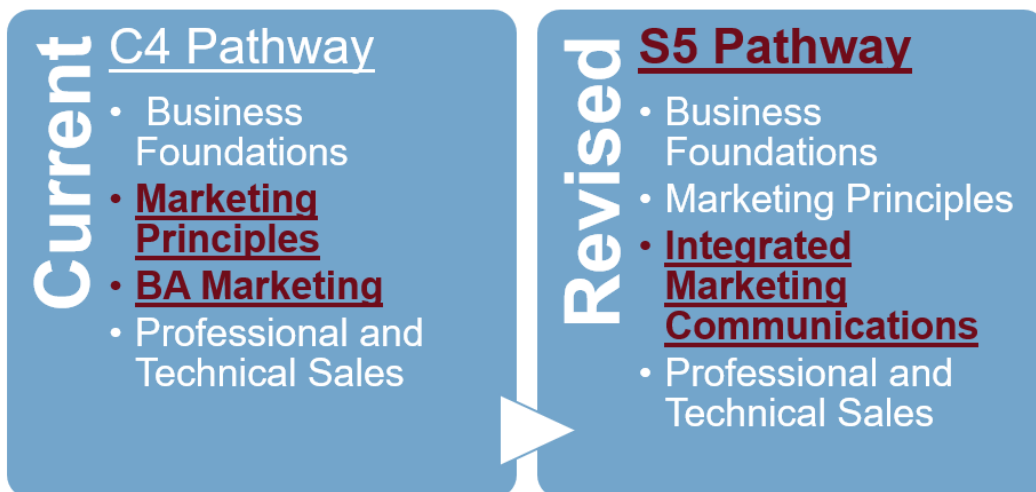 Current
C4 Pathway
• Business
Foundations
• Marketing
Principles
• BA Marketing
• Professional and
Technical Sales
Revised
S5 Pathway
• Business
Foundations
• Marketing Principles
• Integrated
Marketing
Communications
• Professional and
Technical Sales